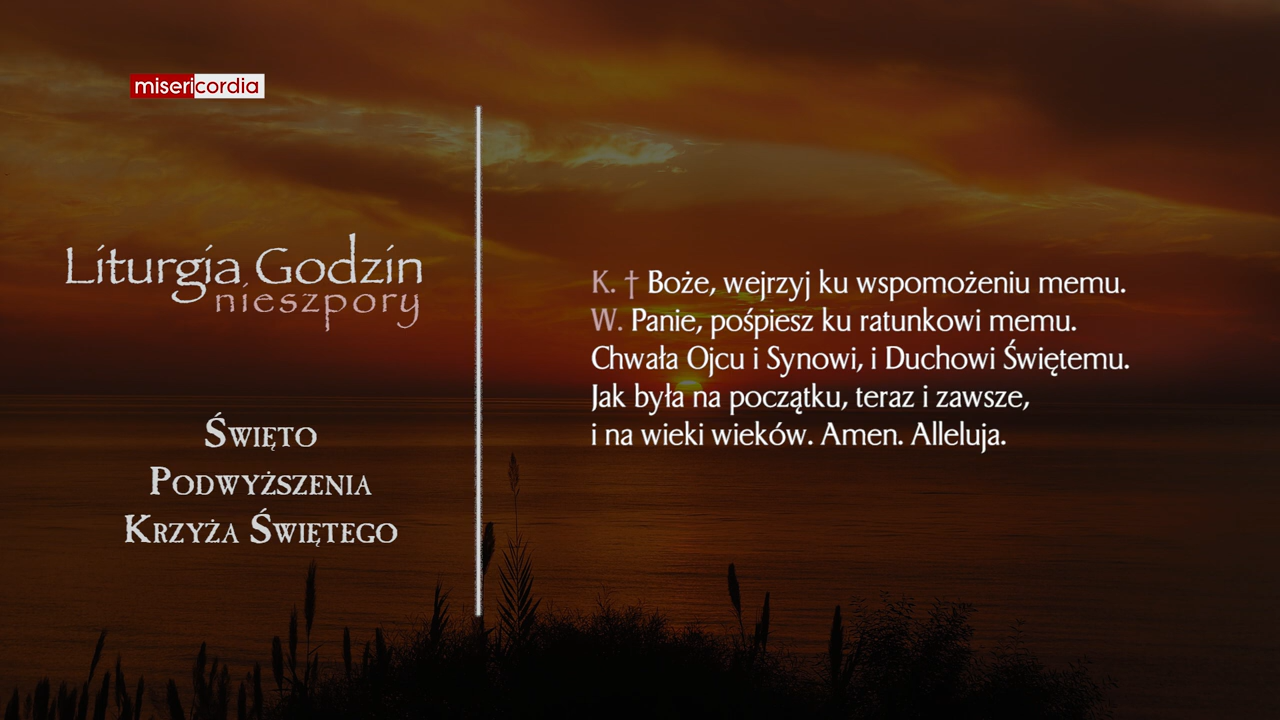 misericordia
Liturgia Godzin
nieszpory
Święto
Podwyższenia
Krzyża Świętego
K. † Boże, wejrzyj ku wspomożeniu memu.
W. Panie, pośpiesz ku ratunkowi memu.
Chwała Ojcu i Synowi, i Duchowi Świętemu.
Jak była na początku, teraz i zawsze,
i na wieki wieków. Amen. Alleluja.